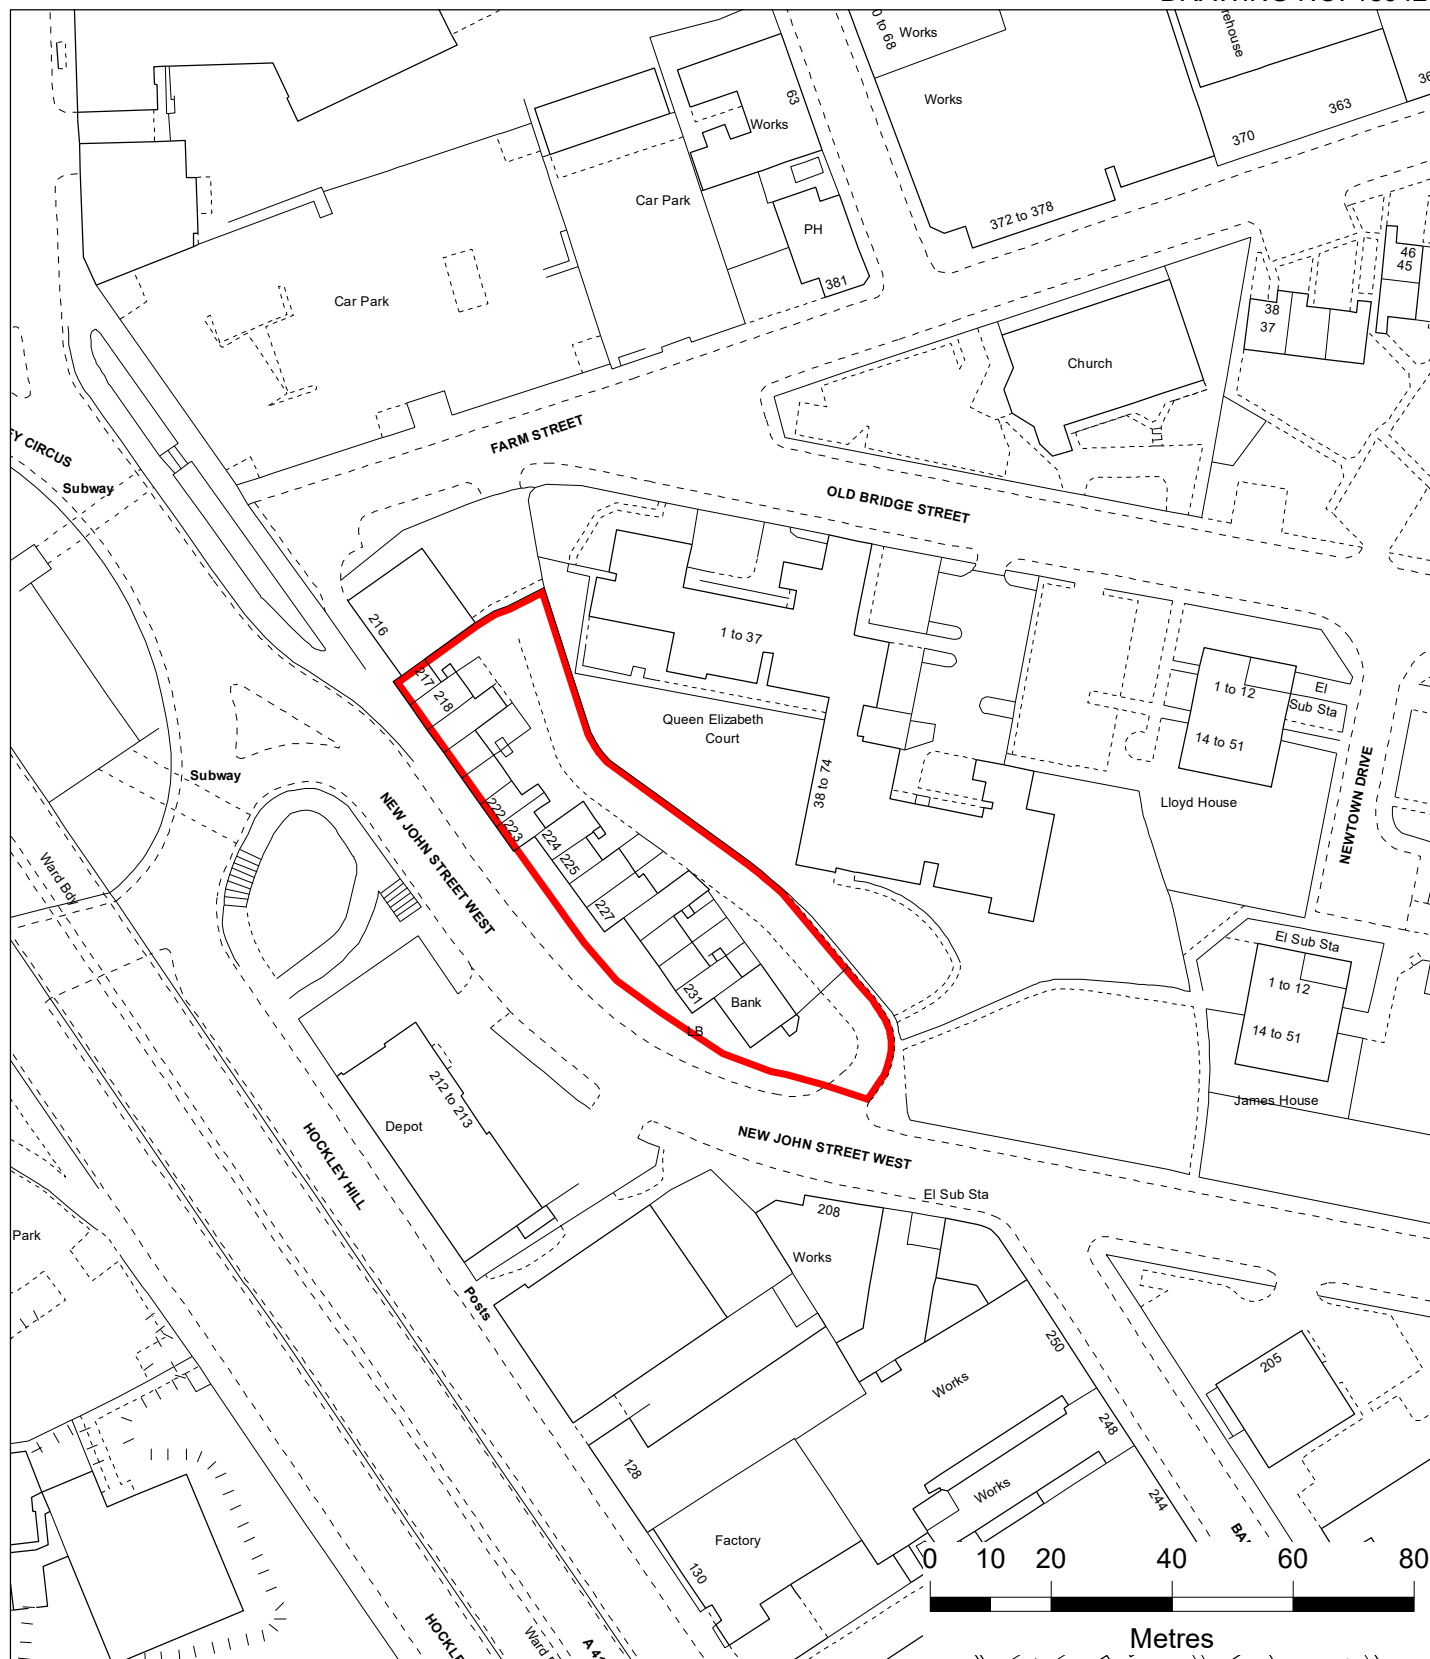 Works
Works
63
Works
370
363
Car Park
PH
372 to 378
381
Car Park
46
45
38
37
Church
FARM STREET
Subway
OLD BRIDGE STREET
216
1 to 37
217
218
Queen Elizabeth
Court
1 to 12
El
Sub Sta
14 to 51
Subway
38 to 74
Lloyd House
NEWTOWN DRIVE
NEW JOHN STREET WEST
222
223
224
225
227
Ward Bdy
El Sub Sta
1 to 12
14 to 51
231
Bank
LB
James House
212 to 213
Depot
HOCKLEY HILL
NEW JOHN STREET WEST
El Sub Sta
208
Park
Works
Posts
250
205
Works
248
128
Works
244
Factory
130
0 10 20 40 60 80
Metres